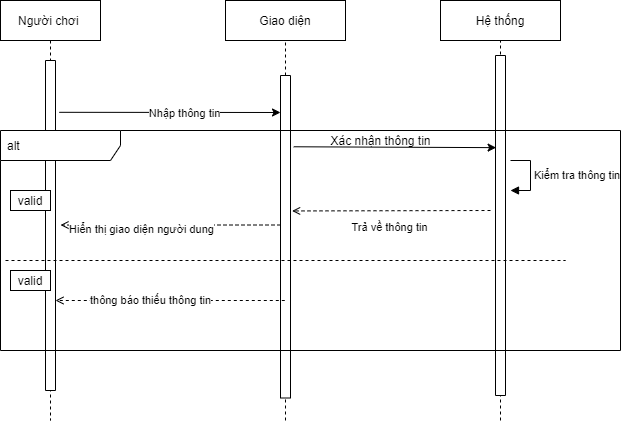 Người chơi
Giao diện
Hệ thống
Nhập thông tin
alt
Xác nhận thông tin
Kiểm tra thông tin
valid
Hiển thị giao diện người dung
Trả về thông tin
valid
thông báo thiếu thông tin